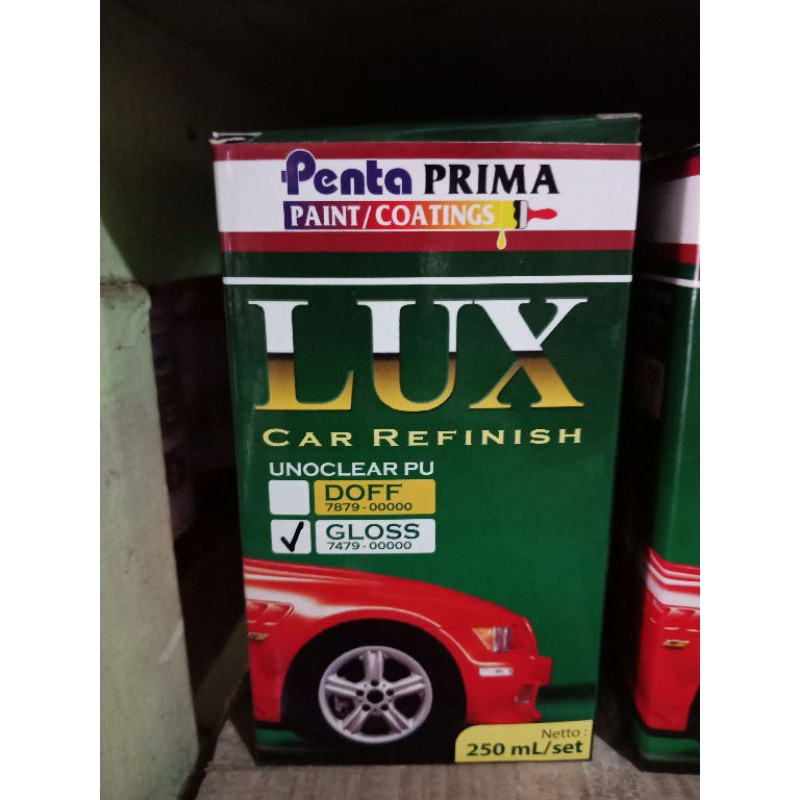 Penta PRIMA
PAINT/COATINGS
LUX
CAR REFINISH
UNOCLEAR PU
DOFF
7879-00000
GLOSS
7479-00000
Netto :
250 mL/set